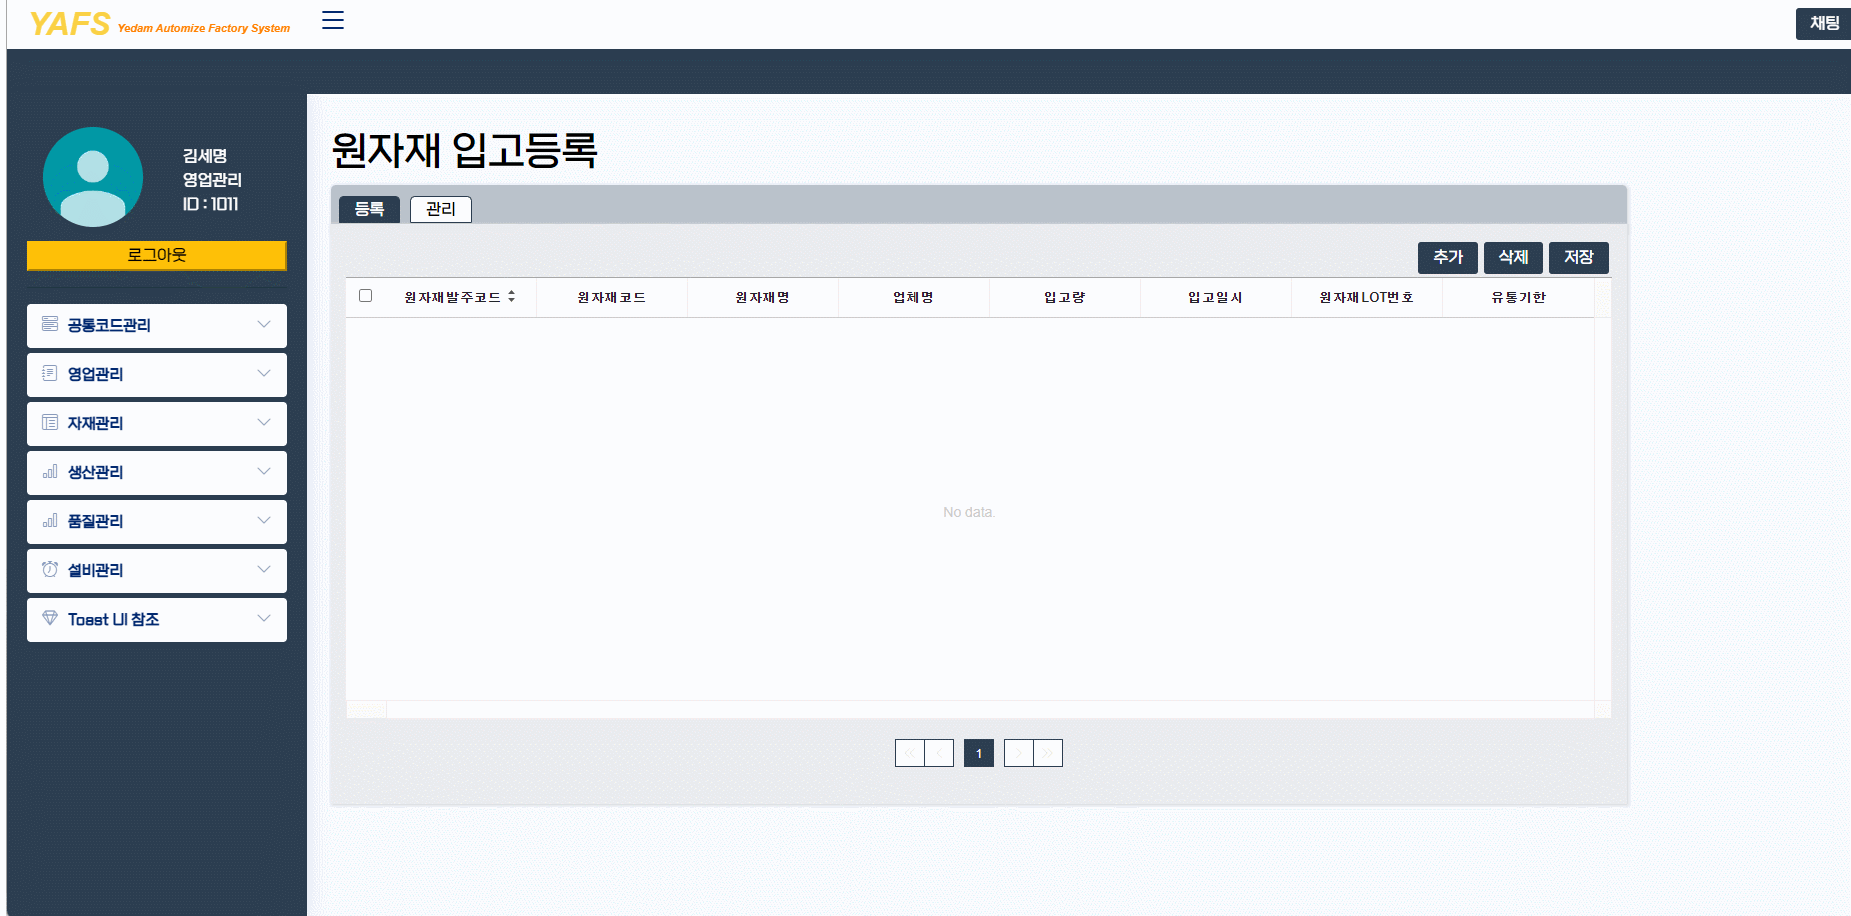 YAFS Yedam Automize Factory System
채팅
김세명
영업관리
ID : 1011
로그아웃
공통코드관리
영업관리
자재관리
생산관리
품질관리
설비관리
Toast UI 참조
원자재 입고등록
등록 관리
추가 삭제 저장
원자재발주코드 원자재코드 원자재명 업체명 입고량 입고일시 원자재LOT번호 유통기한
No data.
1